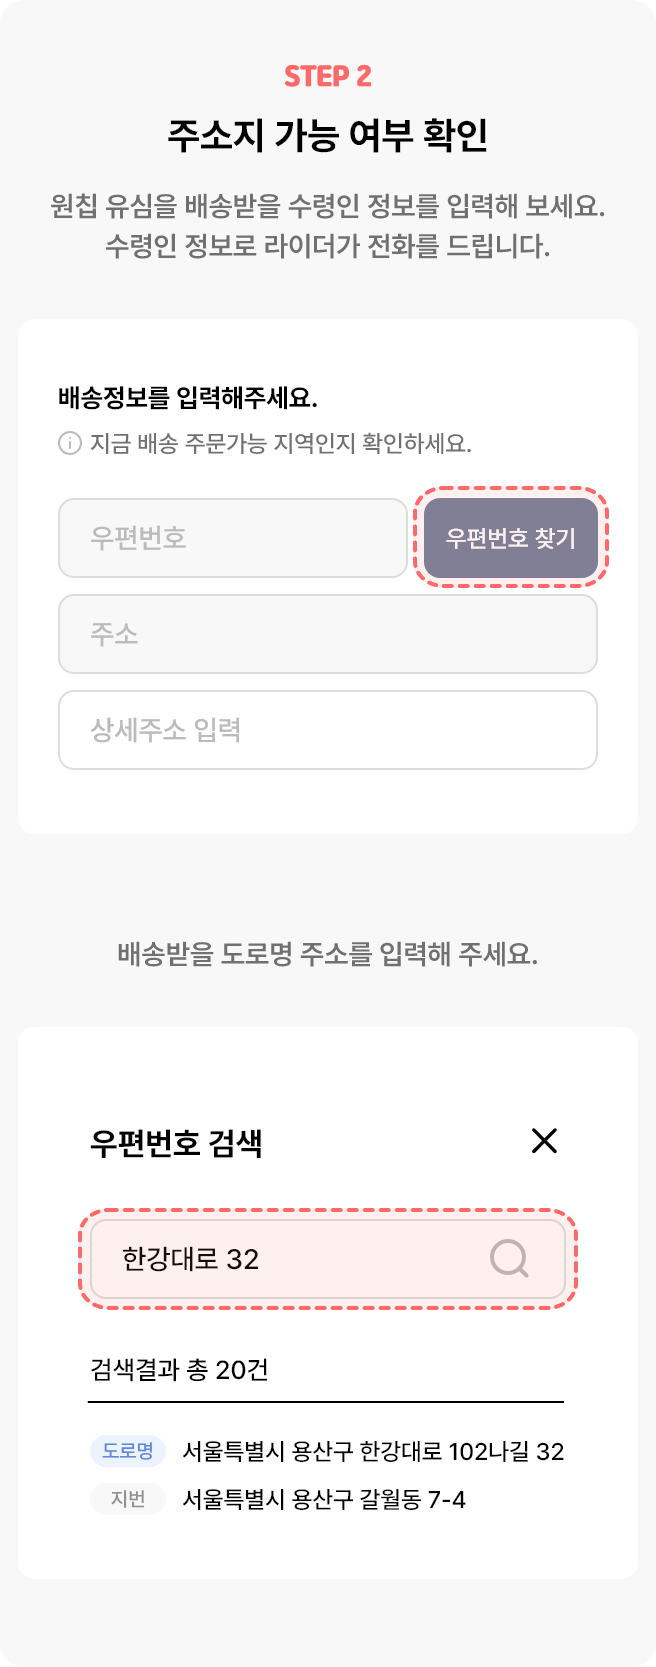 STEP 2
주소지 가능 여부 확인
원칩 유심을 배송받을 수령인 정보를 입력해 보세요.
수령인 정보로 라이더가 전화를 드립니다.
배송정보를 입력해주세요.
지금 배송 주문가능 지역인지 확인하세요.
우편번호
우편번호 찾기
주소
상세주소 입력
배송받을 도로명 주소를 입력해 주세요.
우편번호 검색
한강대로 32
검색결과 총 20건
도로명 서울특별시 용산구 한강대로 102나길 32
지번 서울특별시 용산구 갈월동 7-4